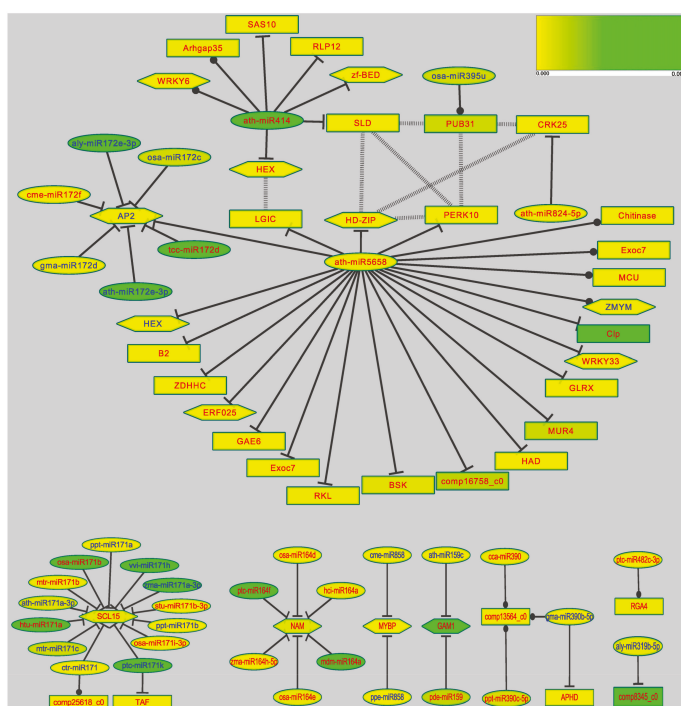 SAS10
Arhgap35
RLP12
0.000
0.05
WRKY6
zf-BED
osa-miR395u
ath-miR414
SLD
PUB31
CRK25
aly-miR172e-3p
osa-miR172c
HEX
cme-miR172f
AP2
LGIC
HD-ZIP
PERK10
ath-miR824-5p
Chitinase
tcc-miR172d
gma-miR172d
ath-miR5658
Exoc7
MCU
ath-miR172e-3p
ZMYM
HEX
Clp
B2
WRKY33
ZDHHC
GLRX
ERF025
GAE6
MUR4
HAD
Exoc7
RKL
BSK
comp16758_c0
ppt-miR171a
osa-miR164d
cme-miR858
ath-miR159c
cca-miR390
ptc-miR482c-3p
osa-miR171h
vvi-miR171h
mtr-miR171b
zma-miR171a-3p
ptc-miR164f
hci-miR164a
ath-miR171a-3p
stu-miR171b-3p
RGA4
htu-miR171a
SCL15
ppt-miR171b
NAM
MYBP
GAM1
comp13564_c0
gma-miR390b-5p
mtr-miR171c
osa-miR171i-3p
aly-miR319b-5p
ctr-miR171
ptc-miR171k
zma-miR164h-5p
mdm-miR164a
comp25618_c0
TAF
osa-miR164e
ppe-miR858
pde-miR159
ppt-miR390c-5p
APHD
comp8345_c0